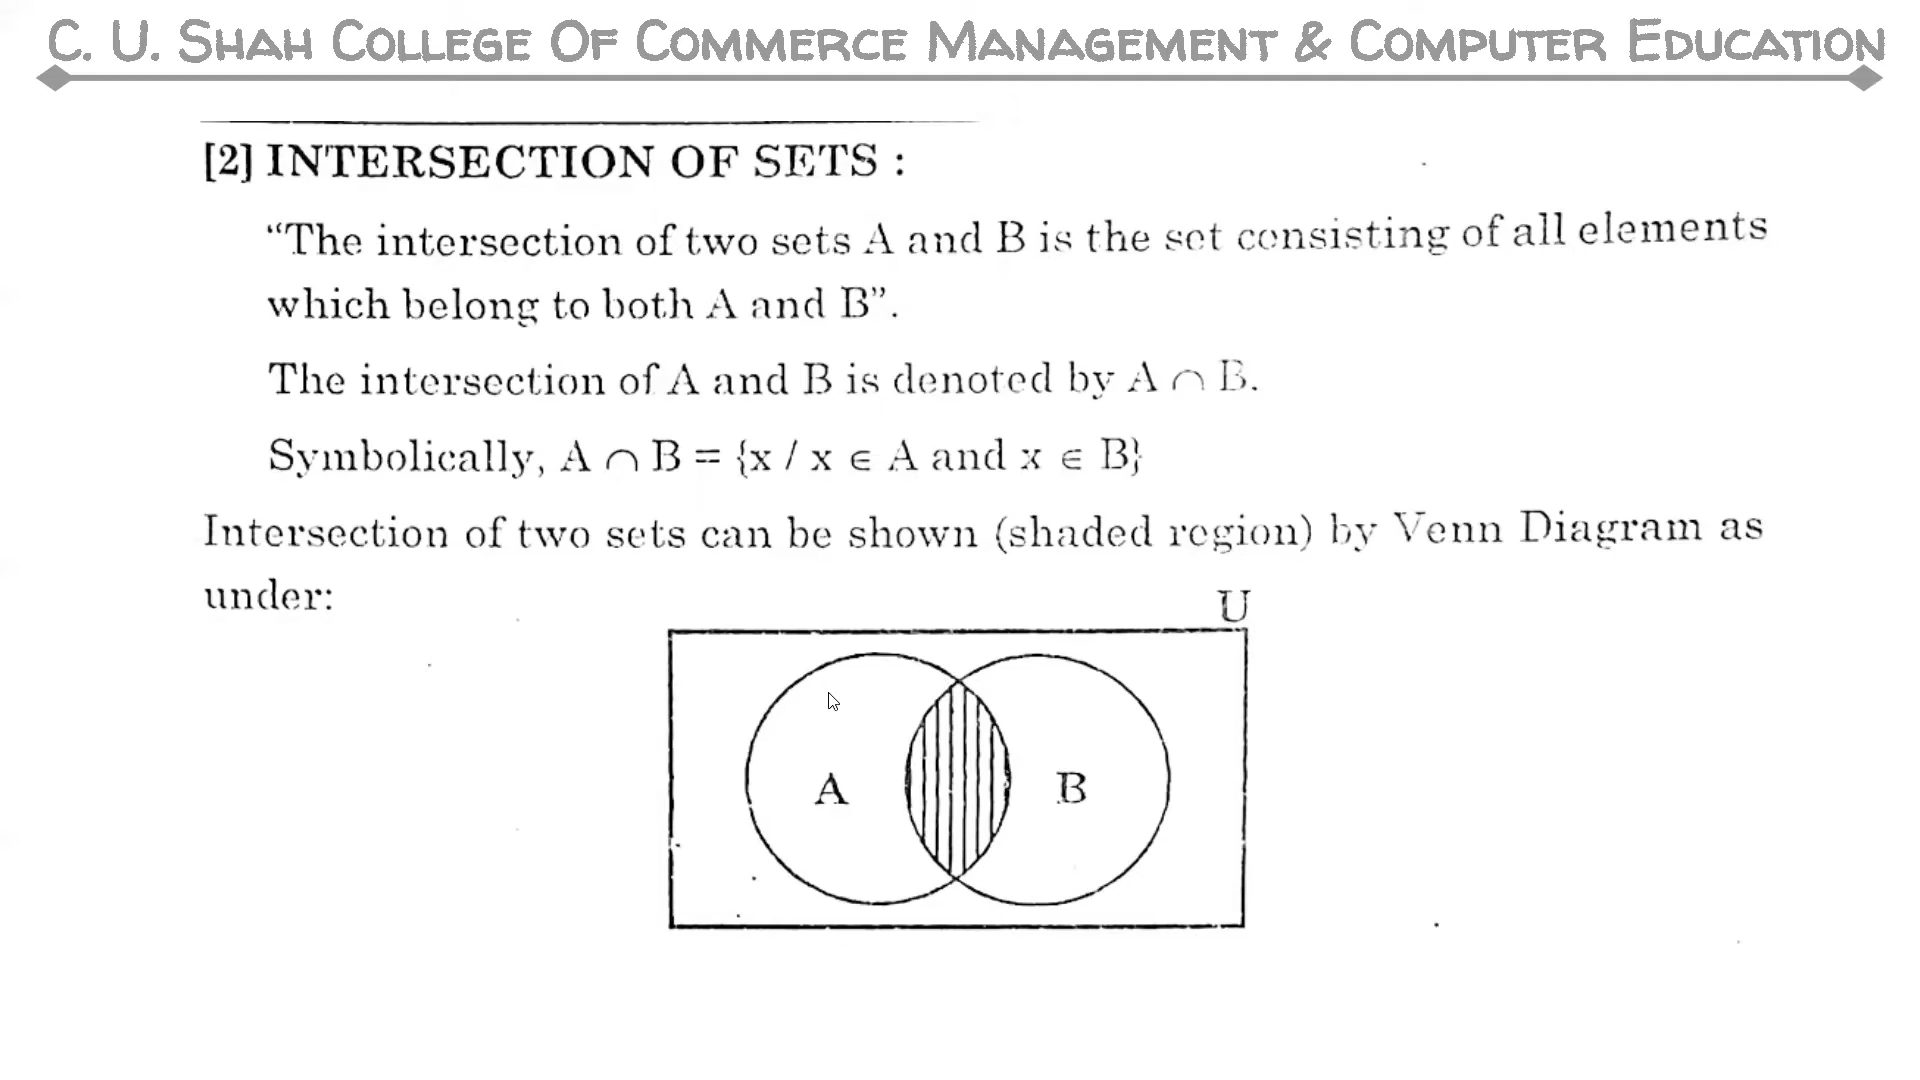 C. U. Shah College Of Commerce Management & Computer Education
[2] INTERSECTION OF SETS :
“The intersection of two sets A and B is the set consisting of all elements
which belong to both A and B”.
The intersection of A and B is denoted by A ∩ B.
Symbolically, A ∩ B = {x / x ∈ A and x ∈ B}
Intersection of two sets can be shown (shaded region) by Venn Diagram as
under:
U
A
B